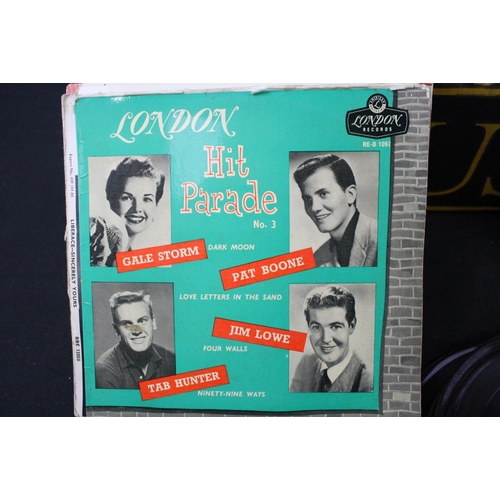 LONDON
Hit
Parade
No. 3
LONDON
RECORDS
RE-D 1092
GALE STORM
DARK MOON
PAT BOONE
LOVE LETTERS IN THE SAND
JIM LOWE
FOUR WALLS
TAB HUNTER
NINETY-NINE WAYS
LIBERACE—SINCERELY YOURS